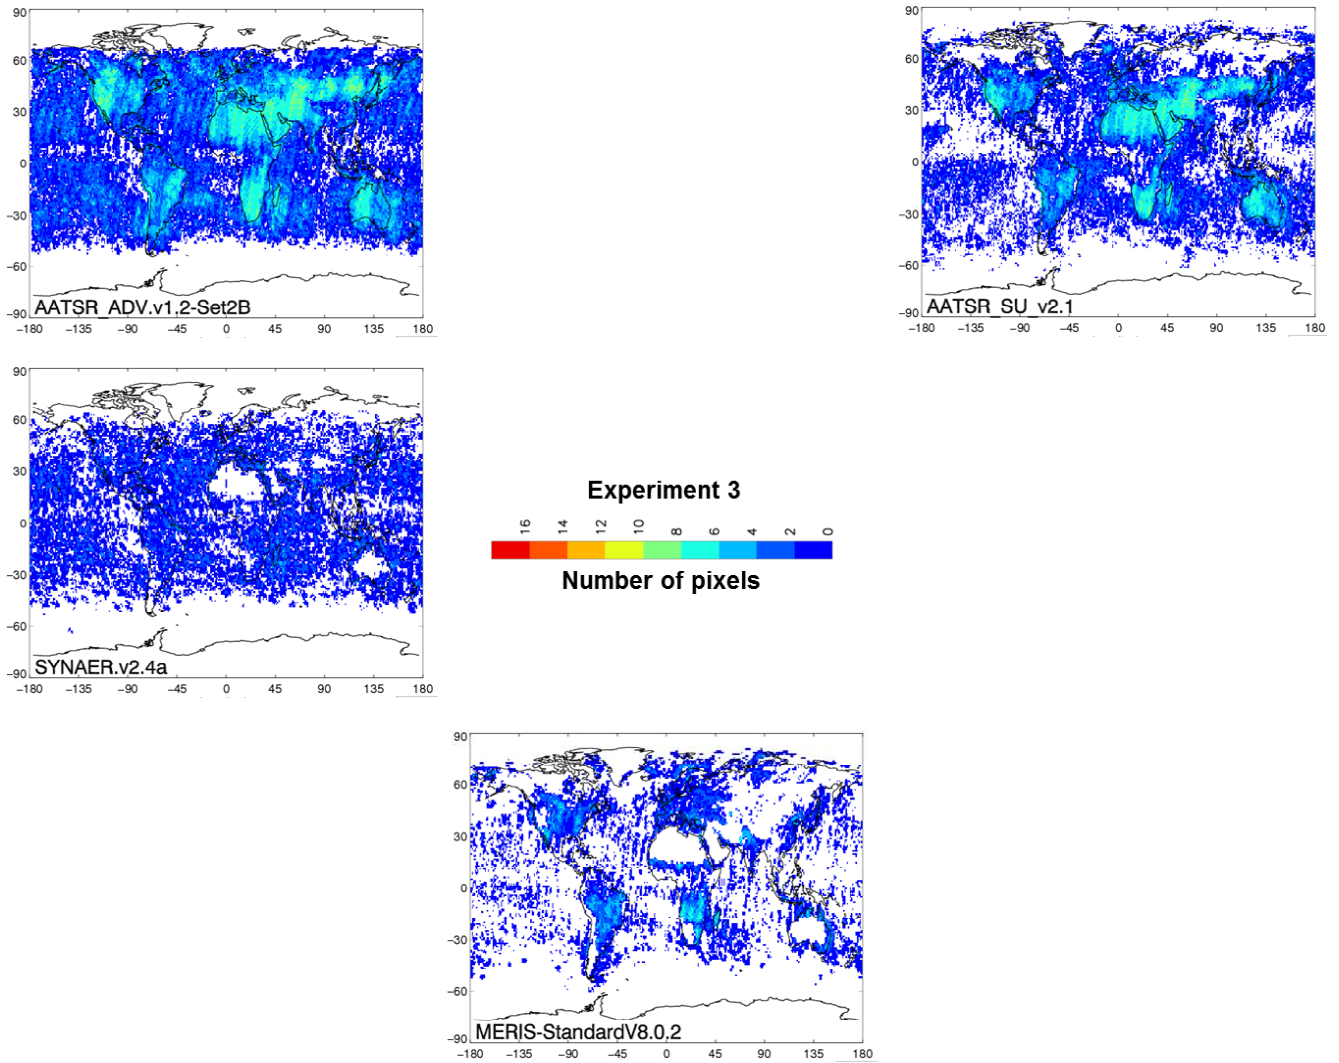 90
60
30
0
−30
−60
−90
−180 −135 −90 −45 0 45 90 135 180
AATSR_ADV.v1.2-Set2B
90
60
30
0
−30
−60
−90
−180 −135 −90 −45 0 45 90 135 180
AATSR_SU_v2.1
90
60
30
0
−30
−60
−90
−180 −135 −90 −45 0 45 90 135 180
SYNAER.v2.4a
Experiment 3
16 14 12 10 8 6 4 2 0
Number of pixels
90
60
30
0
−30
−60
−90
−180 −135 −90 −45 0 45 90 135 180
MERIS-StandardV8.0.2